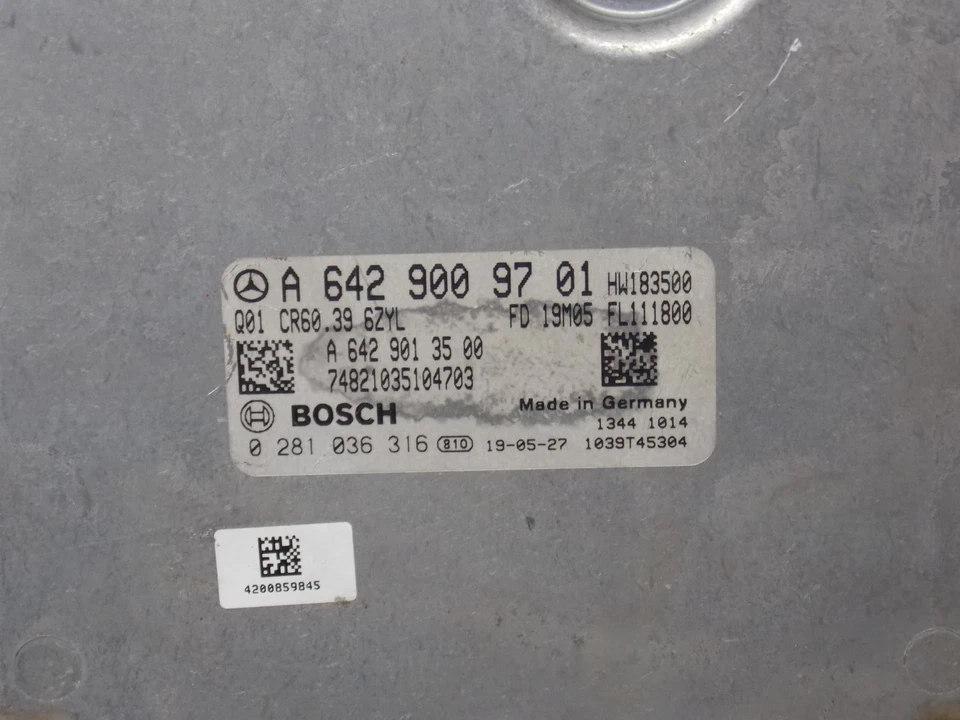 A 642 900 97 01 HW183500
Q01 CR60.39 6ZYL FD 19M05 FL111800
A 642 901 35 00
74821035104703
BOSCH Made in Germany
1344 1014
0 281 036 316 810 19-05-27 1039T45304
4200859845